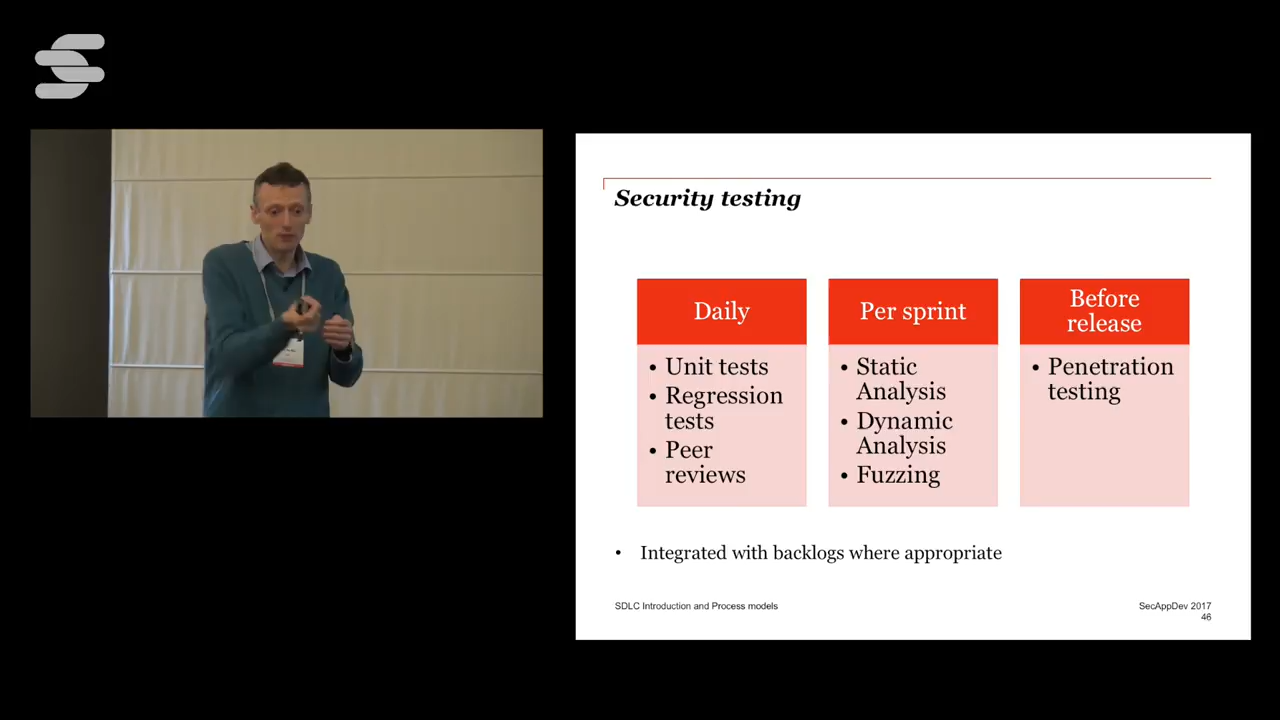 Security testing
Daily
• Unit tests
• Regression
tests
• Peer
reviews
Per sprint
• Static
Analysis
• Dynamic
Analysis
• Fuzzing
Before
release
• Penetration
testing
• Integrated with backlogs where appropriate
SDLC Introduction and Process models
SecAppDev 2017
46